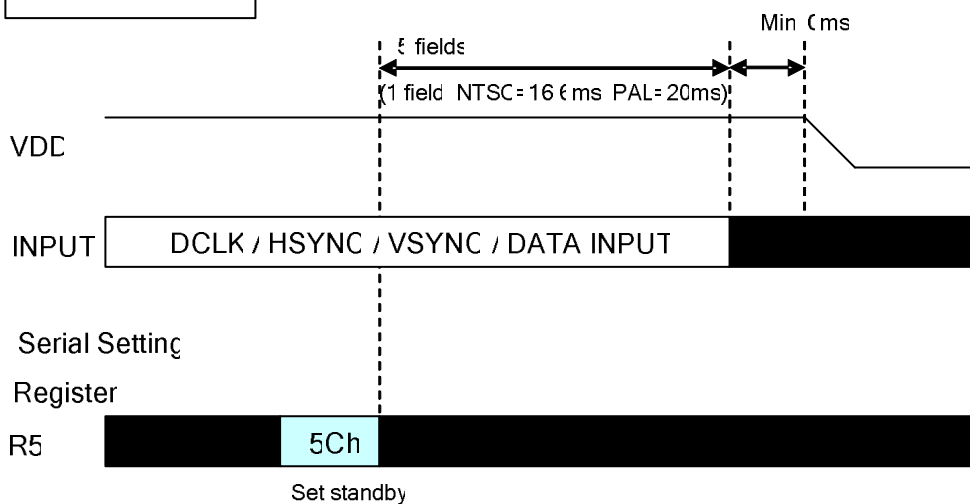 Min 0ms
5 fields
(1 field NTSC=16.6ms PAL=20ms)
VDD
INPUT DCLK / HSYNC / VSYNC / DATA INPUT
Serial Setting
Register
R5 5Ch
Set standby